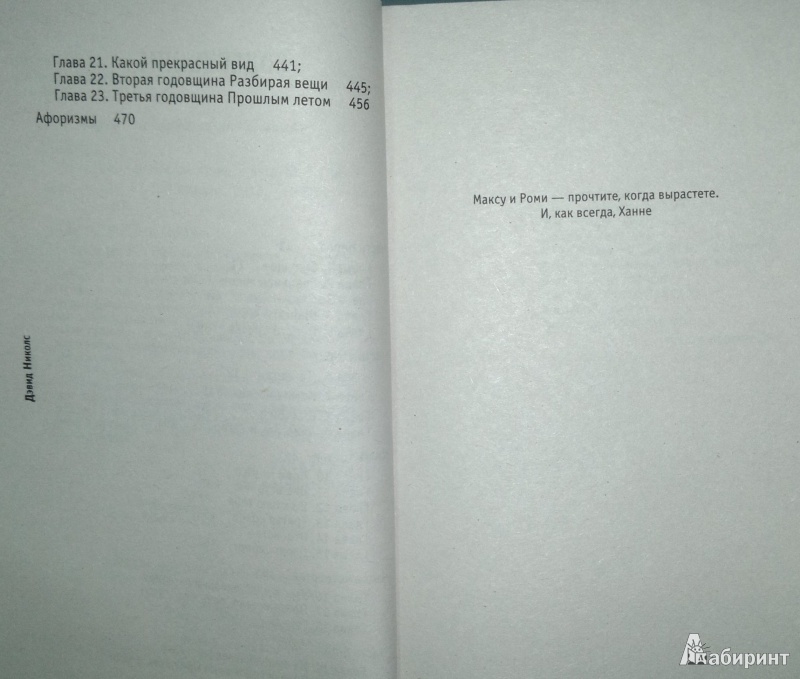 Глава 21. Какой прекрасный вид 441;
Глава 22. Вторая годовщина Разбирая вещи 445;
Глава 23. Третья годовщина Прошлым летом 456
Афоризмы 470
Дэвид Николс
Максу и Роми — прочтите, когда вырастете.
И, как всегда, Ханне
Лабиринт